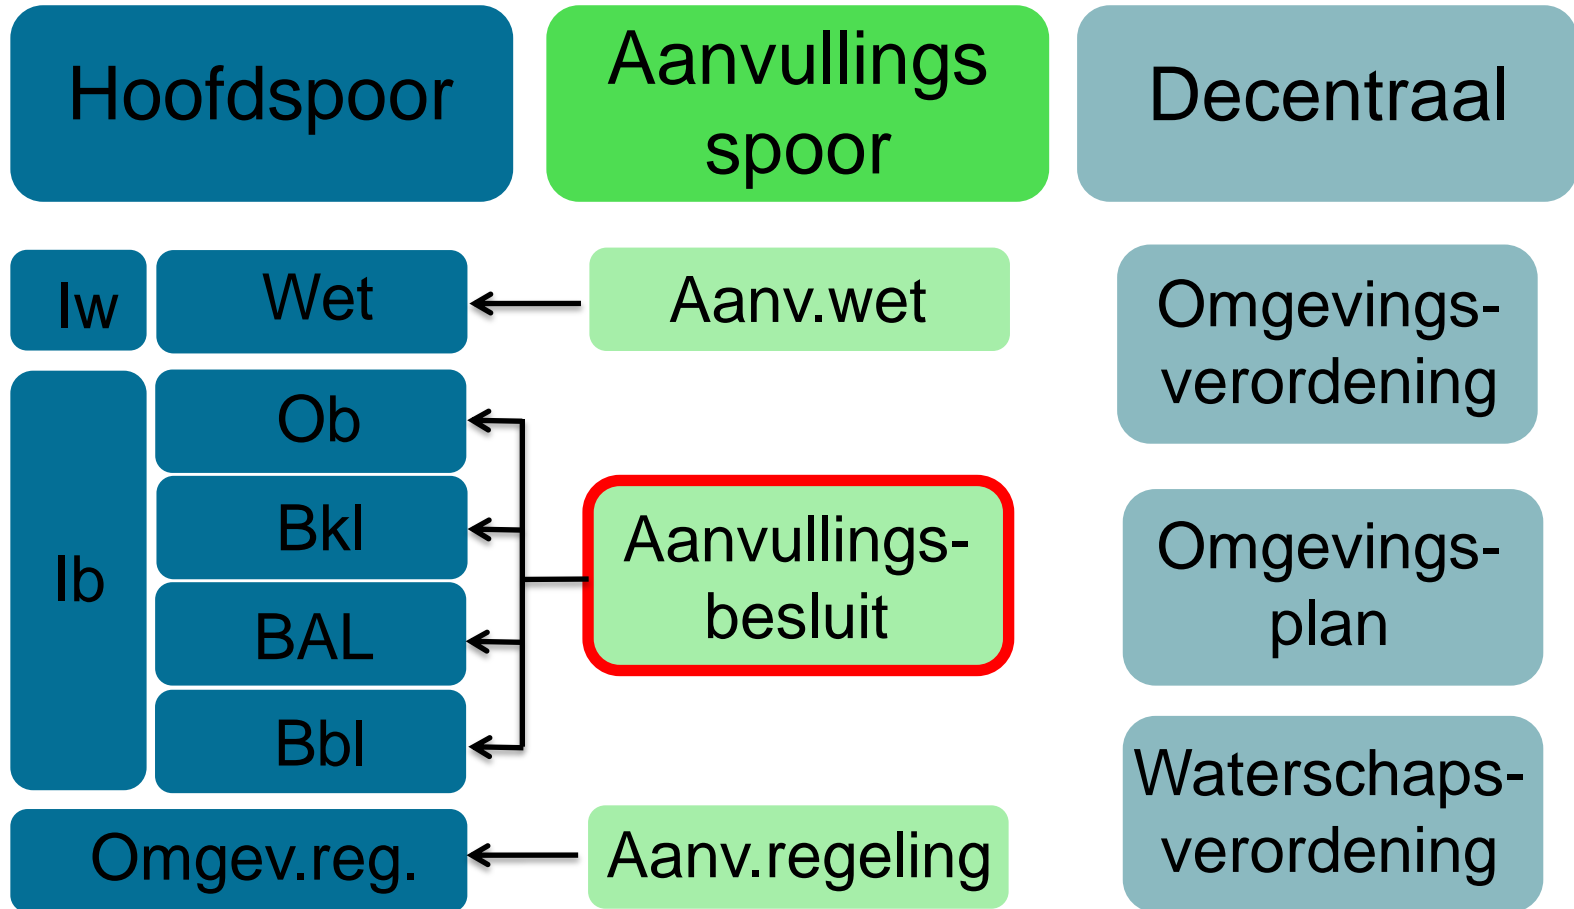 Hoofdspoor
Aanvullings
spoor
Decentraal
Iw
Wet
Aanv.wet
Omgevings-
verordening
Ib
Ob
Bkl
BAL
Bbl
Aanvullings-
besluit
Omgevings-
plan
Waterschaps-
verordening
Omgev.reg.
Aanv.regeling